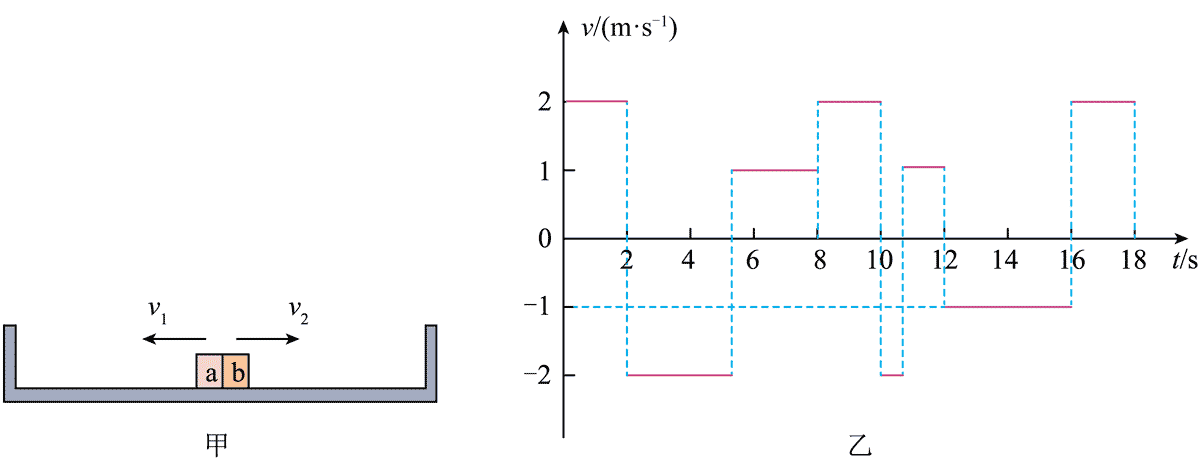 v₁ v₂
a b
甲
v/(m·s⁻¹)
2
1
0
−1
−2
2 4 6 8 10 12 14 16 18 t/s
乙